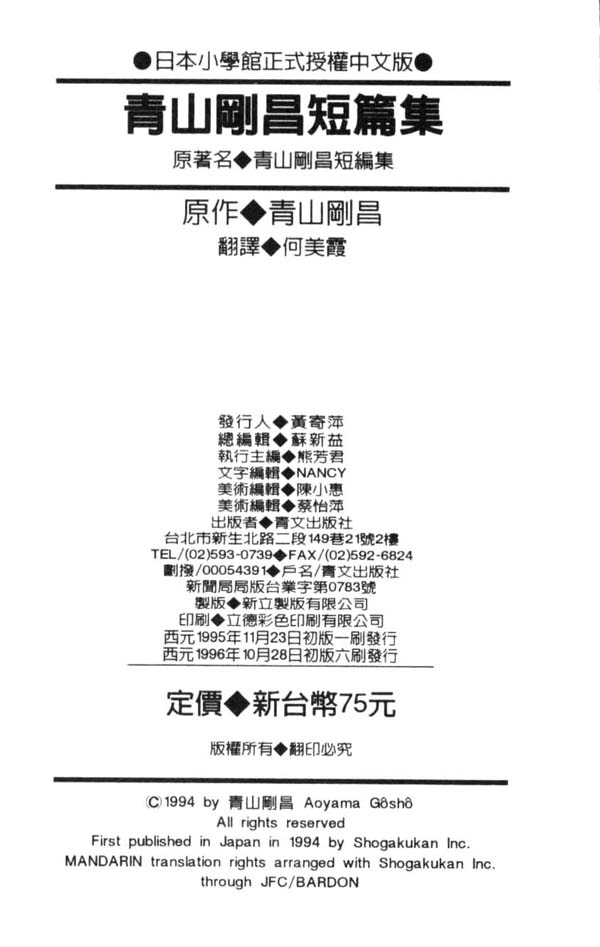 ●日本小學館正式授權中文版●
青山剛昌短篇集
原著名◆青山剛昌短編集
原作◆青山剛昌
翻譯◆何美霞
發行人◆黃寄萍
總編輯◆蘇新益
執行主編◆熊芳君
文字編輯◆NANCY
美術編輯◆陳小惠
美術編輯◆蔡怡萍
出版者◆青文出版社
台北市新生北路二段149巷21號2樓
TEL/(02)593-0739◆FAX/(02)592-6824
劃撥/00054391◆戶名/青文出版社
新聞局局版台業字第0783號
製版◆新立製版有限公司
印刷◆立德彩色印刷有限公司
西元1995年11月23日初版一刷發行
西元1996年10月28日初版六刷發行
定價◆新台幣75元
版權所有◆翻印必究
Ⓒ1994 by 青山剛昌 Aoyama Gôshô
All rights reserved
First published in Japan in 1994 by Shogakukan Inc.
MANDARIN translation rights arranged with Shogakukan Inc.
through JFC/BARDON